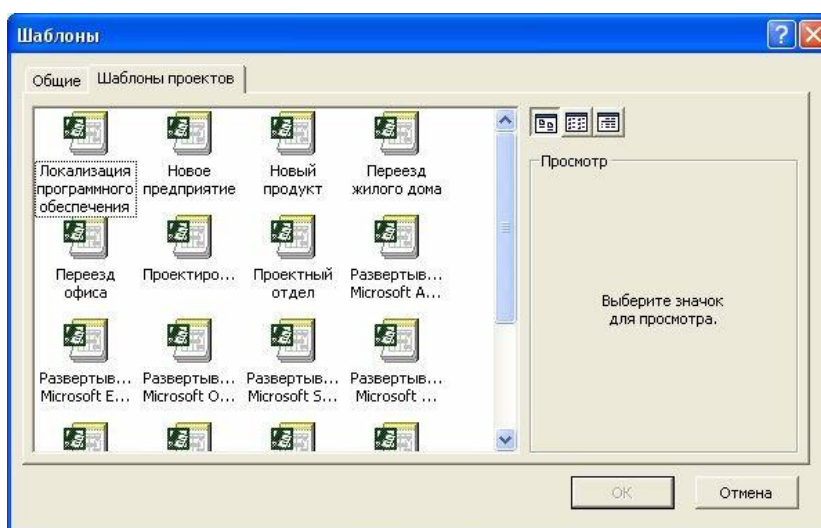 Шаблоны
Общие
Шаблоны проектов
Локализация
программного
обеспечения
Новое
предприятие
Новый
продукт
Переезд
жилого дома
Переезд
офиса
Проектиро...
Проектный
отдел
Развертыв...
Microsoft A...
Развертыв...
Microsoft E...
Развертыв...
Microsoft O...
Развертыв...
Microsoft S...
Развертыв...
Microsoft ...
Просмотр
Выберите значок
для просмотра.
OK
Отмена